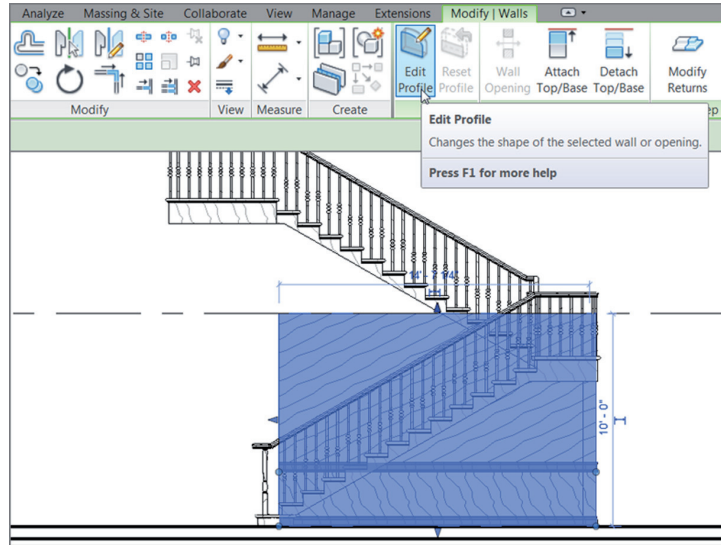 Analyze Massing & Site Collaborate View Manage Extensions Modify | Walls
Edit Profile
Reset Profile
Wall Opening
Attach Top/Base
Detach Top/Base
Modify Returns
Modify View Measure Create ep
Edit Profile
Changes the shape of the selected wall or opening.
Press F1 for more help
10' - 0"